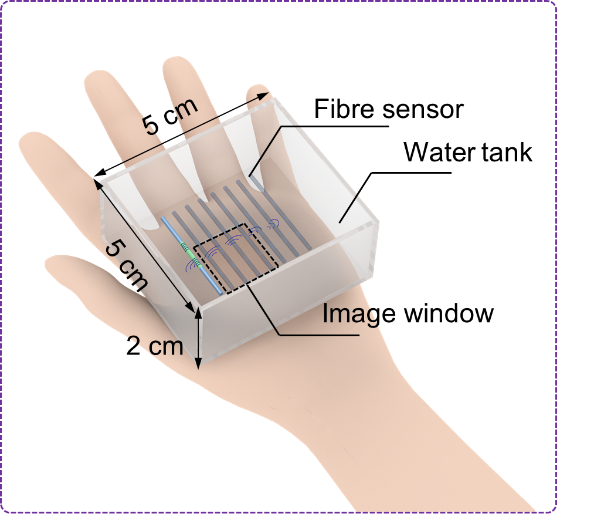 5 cm
Fibre sensor
Water tank
5 cm
Image window
2 cm